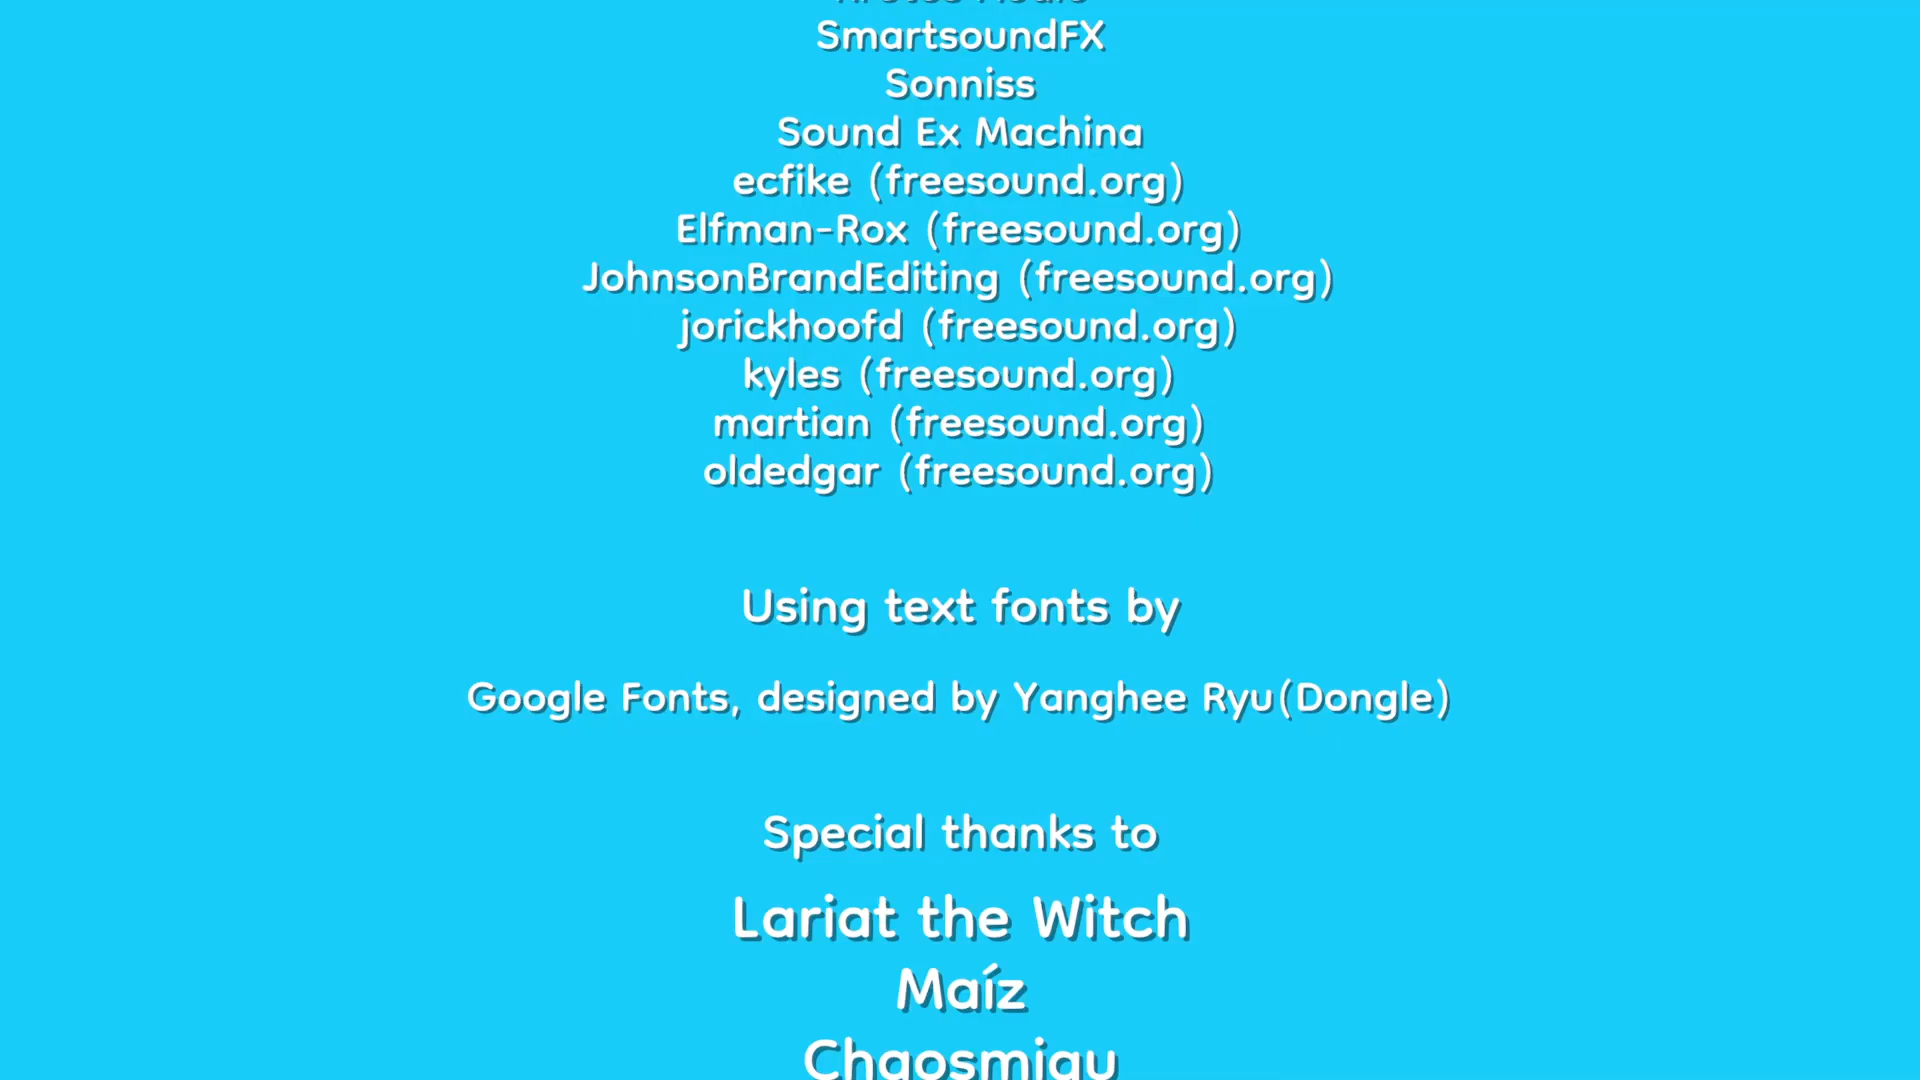 SmartsoundFX
Sonniss
Sound Ex Machina
ecfike (freesound.org)
Elfman-Rox (freesound.org)
JohnsonBrandEditing (freesound.org)
jorickhoofd (freesound.org)
kyles (freesound.org)
martian (freesound.org)
oldedgar (freesound.org)
Using text fonts by
Google Fonts, designed by Yanghee Ryu(Dongle)
Special thanks to
Lariat the Witch
Maíz